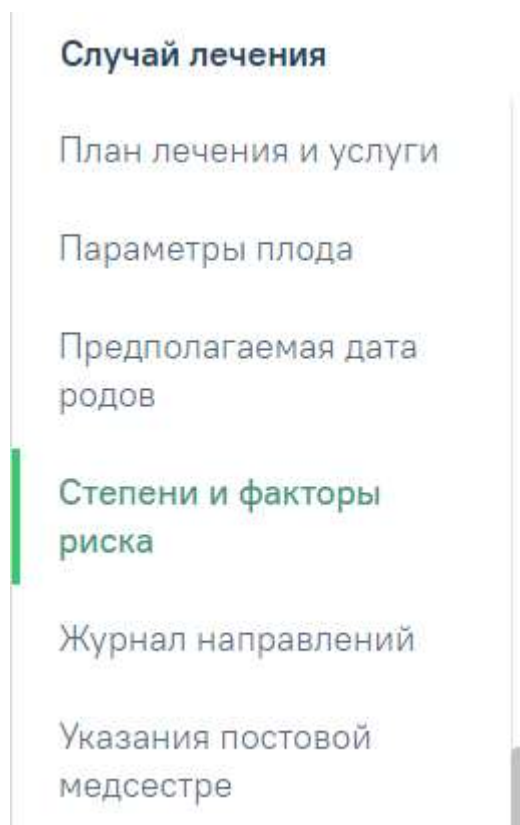 Случай лечения
План лечения и услуги
Параметры плода
Предполагаемая дата
родов
Степени и факторы
риска
Журнал направлений
Указания постовой
медсестре